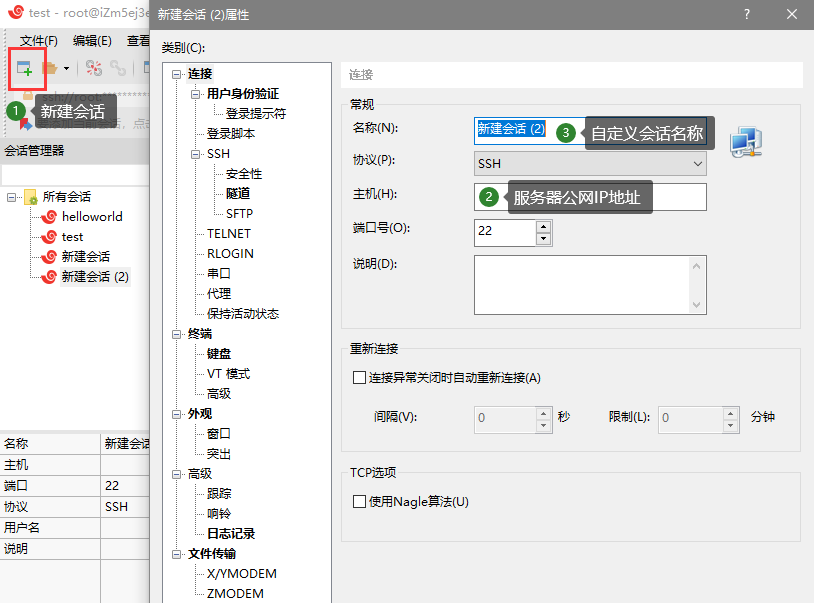 test - root@iZm5ej3e
文件(F) 编辑(E) 查看
ssh://root:********
1 新建会话
会话管理器
所有会话
helloworld
test
新建会话
新建会话 (2)
名称 新建会话
主机
端口 22
协议 SSH
用户名
说明
新建会话 (2)属性
?
类别(C):
连接
用户身份验证
登录提示符
登录脚本
SSH
安全性
隧道
SFTP
TELNET
RLOGIN
串口
代理
保持活动状态
终端
键盘
VT 模式
高级
外观
窗口
突出
高级
跟踪
响铃
日志记录
文件传输
X/YMODEM
ZMODEM
连接
常规
名称(N): 新建会话 (2) 3 自定义会话名称
协议(P): SSH
主机(H): 2 服务器公网IP地址
端口号(O): 22
说明(D):
重新连接
连接异常关闭时自动重新连接(A)
间隔(V): 0 秒 限制(L): 0 分钟
TCP选项
使用Nagle算法(U)